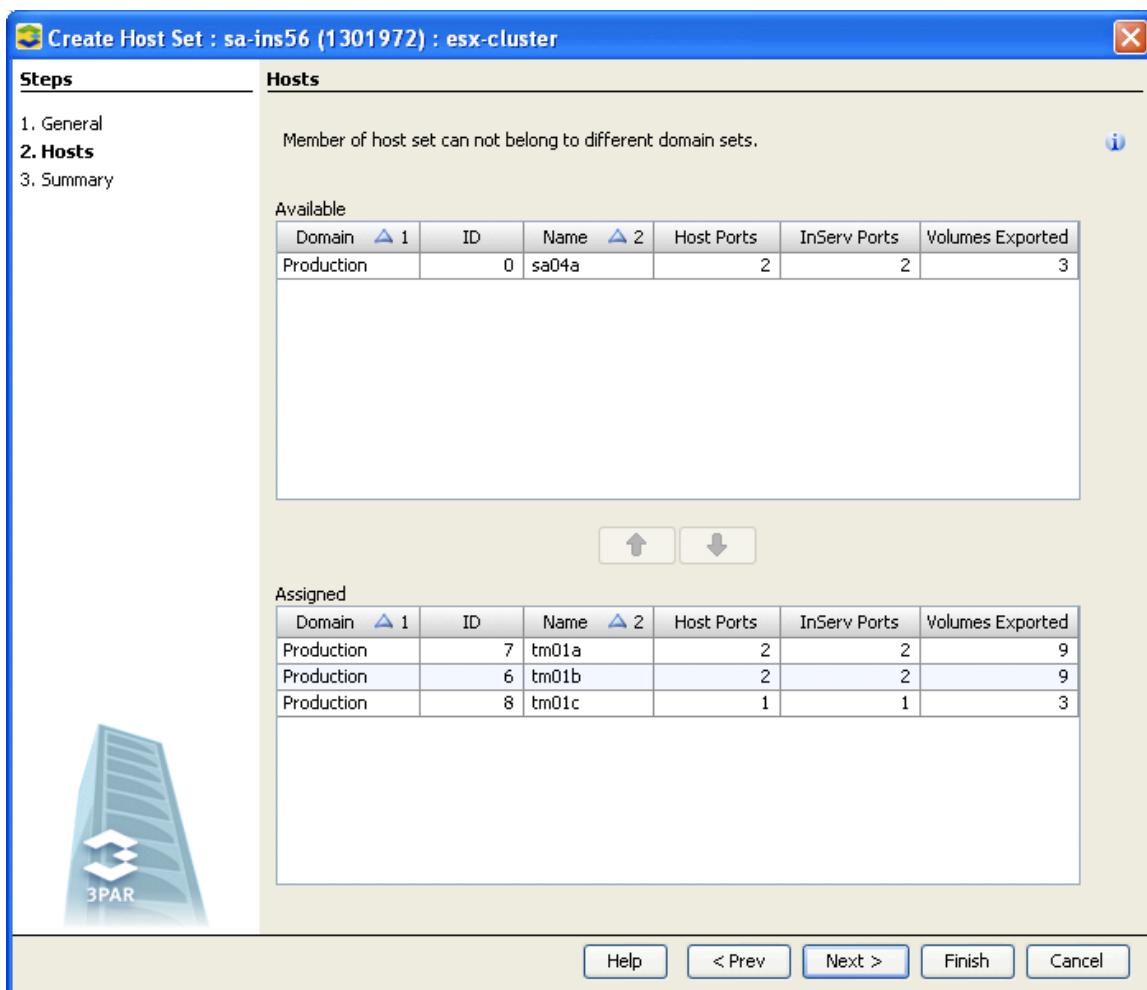 Create Host Set : sa-ins56 (1301972) : esx-cluster
Steps
1. General
2. Hosts
3. Summary
Hosts
Member of host set can not belong to different domain sets.
Available
Domain 1 ID Name 2 Host Ports InServ Ports Volumes Exported
Production 0 sa04a 2 2 3
Assigned
Domain 1 ID Name 2 Host Ports InServ Ports Volumes Exported
Production 7 tm01a 2 2 9
Production 6 tm01b 2 2 9
Production 8 tm01c 1 1 3
3PAR
Help < Prev Next > Finish Cancel